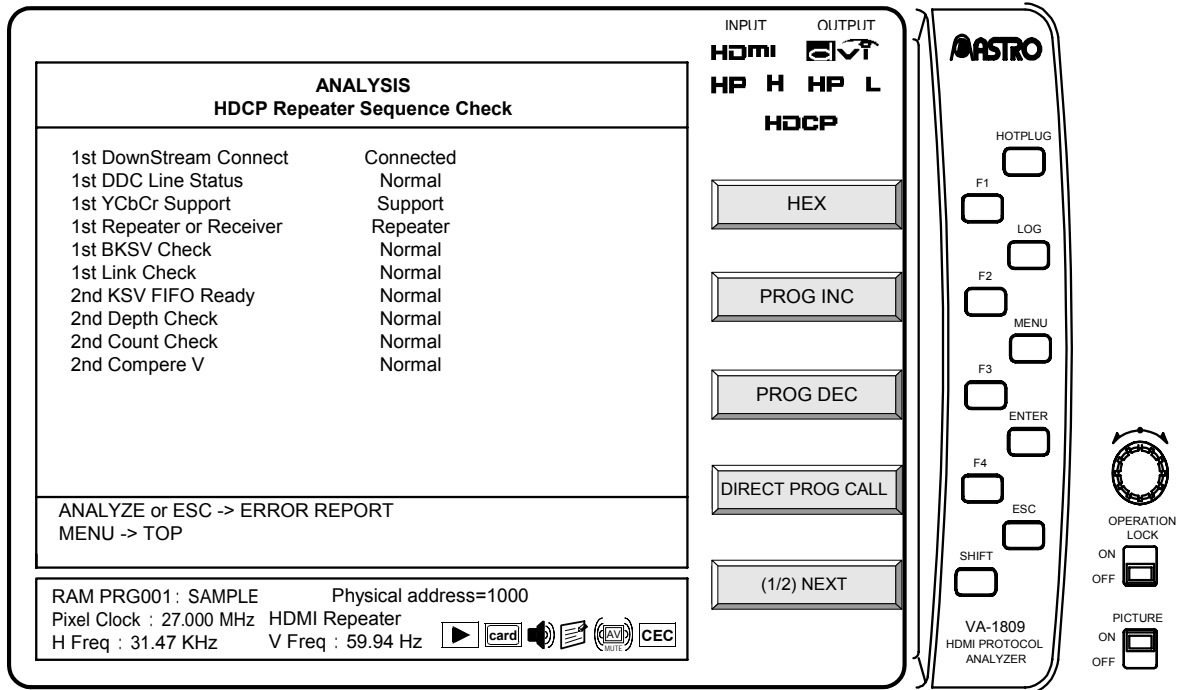 INPUT OUTPUT
HDMI DVI
HP H HP L
HDCP
ANALYSIS
HDCP Repeater Sequence Check
1st DownStream Connect Connected
1st DDC Line Status Normal
1st YCbCr Support Support
1st Repeater or Receiver Repeater
1st BKSV Check Normal
1st Link Check Normal
2nd KSV FIFO Ready Normal
2nd Depth Check Normal
2nd Count Check Normal
2nd Compere V Normal
ANALYZE or ESC -> ERROR REPORT
MENU -> TOP
RAM PRG001 : SAMPLE Physical address=1000
Pixel Clock : 27.000 MHz HDMI Repeater
H Freq : 31.47 KHz V Freq : 59.94 Hz card AV MUTE CEC
HEX
PROG INC
PROG DEC
DIRECT PROG CALL
(1/2) NEXT
ASTRO
HOTPLUG
F1
LOG
F2
MENU
F3
ENTER
F4
ESC
SHIFT
VA-1809
HDMI PROTOCOL
ANALYZER
OPERATION
LOCK
ON
OFF
PICTURE
ON
OFF